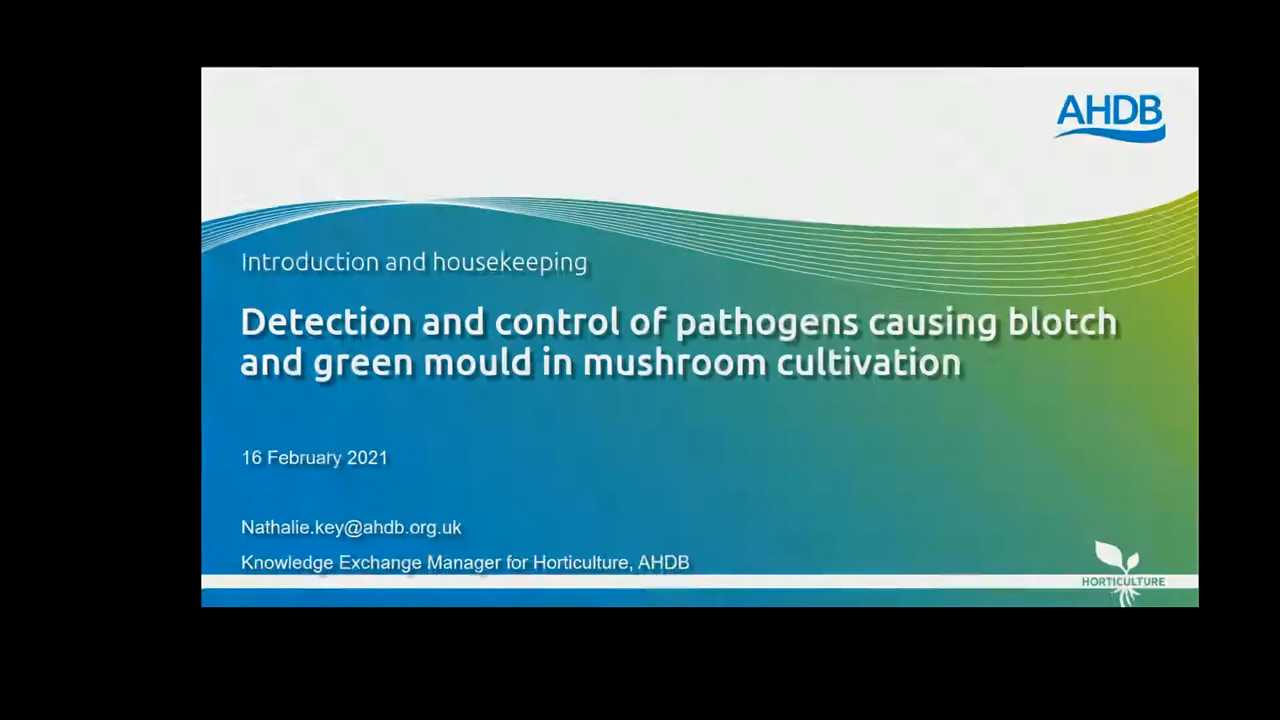 AHDB
Introduction and housekeeping
Detection and control of pathogens causing blotch
and green mould in mushroom cultivation
16 February 2021
Nathalie.key@ahdb.org.uk
Knowledge Exchange Manager for Horticulture, AHDB
HORTICULTURE